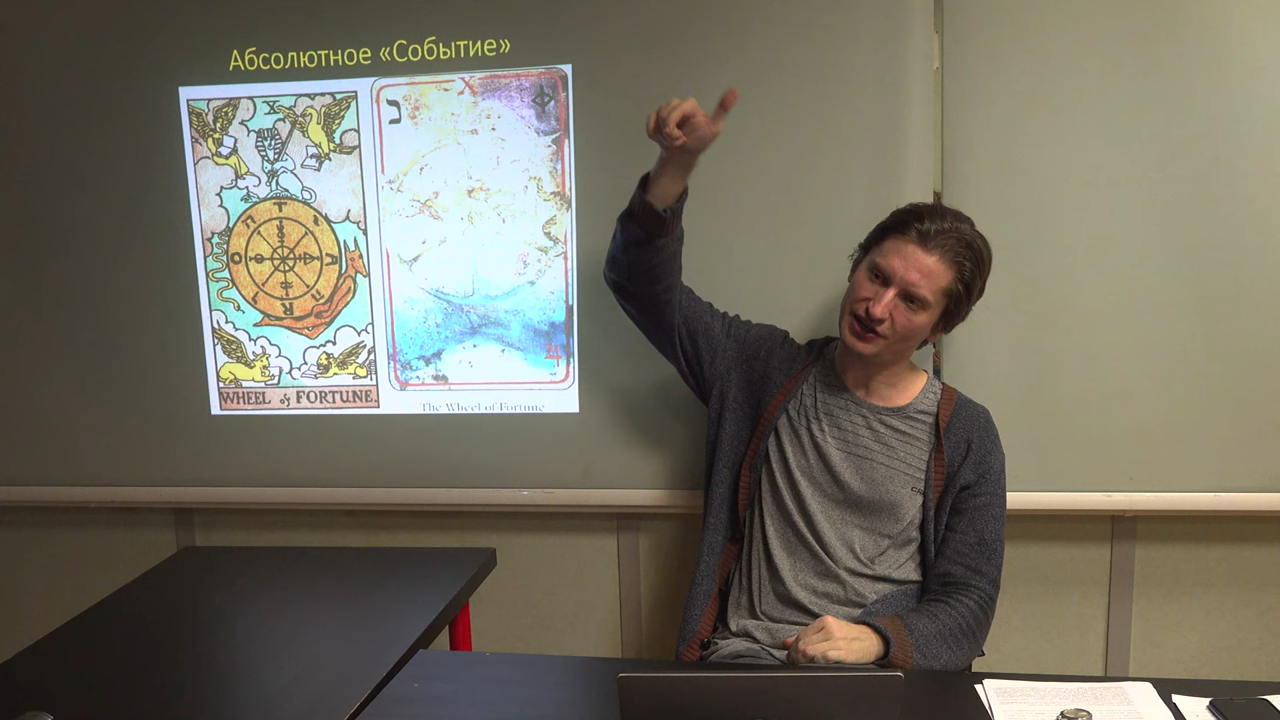 Абсолютное «Событие»
X
X
כ
T
A
R
O
WHEEL of FORTUNE.
The Wheel of Fortune